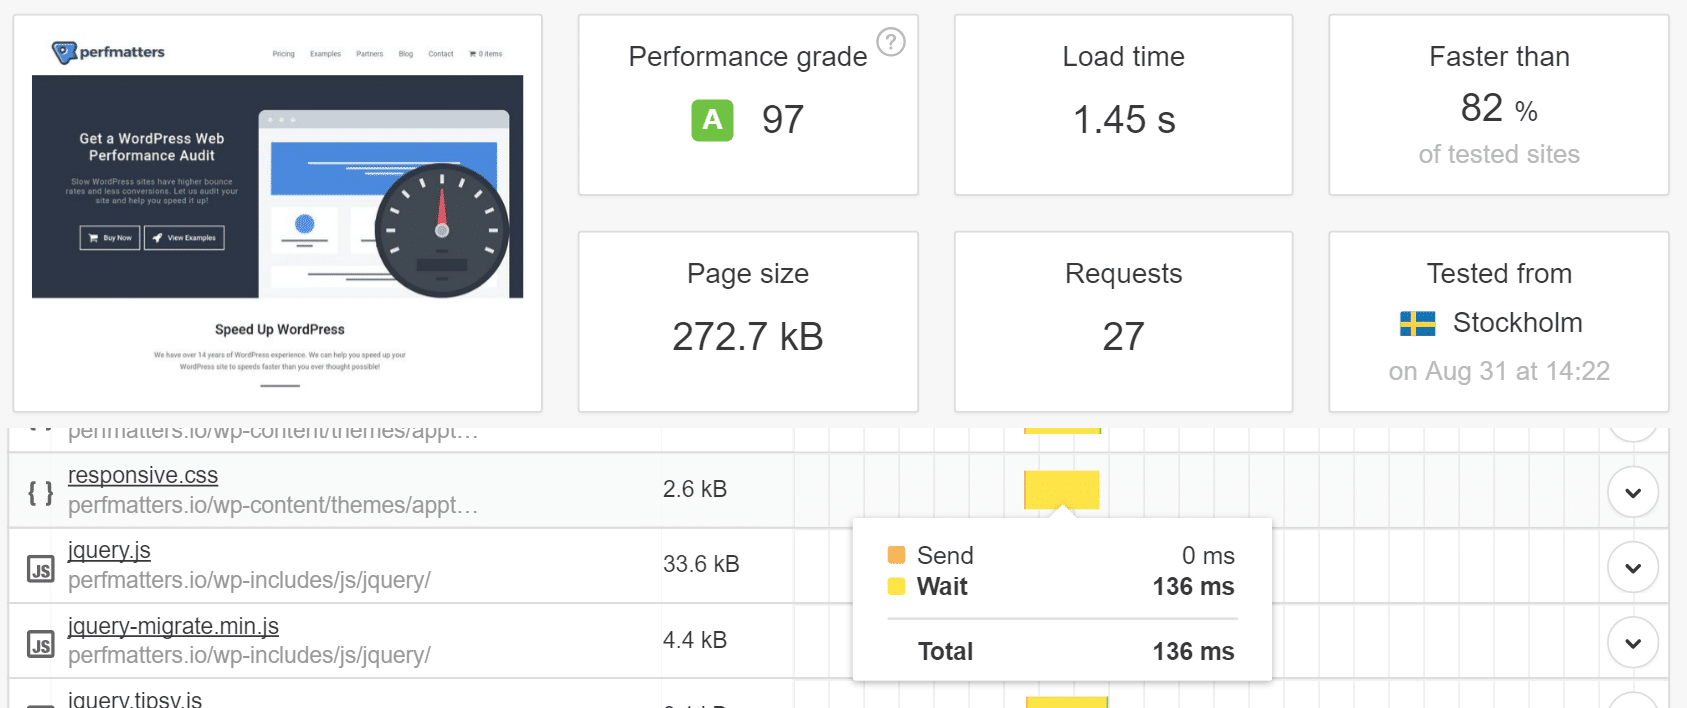 perfmatters
Pricing Examples Partners Blog Contact 0 items
Get a WordPress Web
Performance Audit
Slow WordPress sites have higher bounce
rates and less conversions. Let us audit your
site and help you speed it up!
Buy Now View Examples
Speed Up WordPress
We have over 14 years of WordPress experience. We can help you speed up your
WordPress site to speeds faster than you ever thought possible!
Performance grade ?
A 97
Load time
1.45 s
Faster than
82 %
of tested sites
Page size
272.7 kB
Requests
27
Tested from
Stockholm
on Aug 31 at 14:22
perfmatters.io/wp-content/themes/appt...
{ } responsive.css
perfmatters.io/wp-content/themes/appt...
2.6 kB
JS jquery.js
perfmatters.io/wp-includes/js/jquery/
33.6 kB
JS jquery-migrate.min.js
perfmatters.io/wp-includes/js/jquery/
4.4 kB
jquery.tipsy.js
Send 0 ms
Wait 136 ms
Total 136 ms